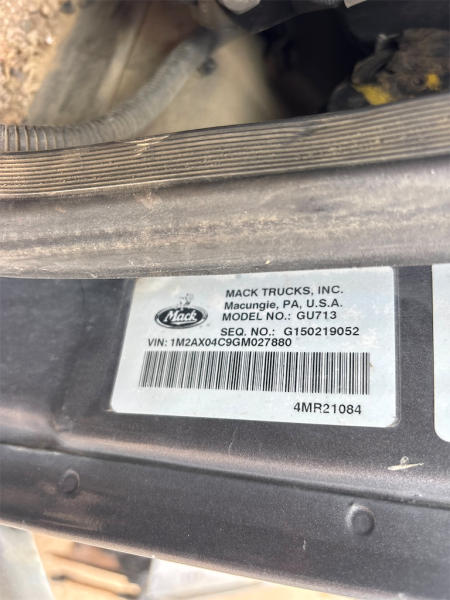 Mack
MACK TRUCKS, INC.
Macungie, PA, U.S.A.
MODEL NO.: GU713
SEQ. NO.: G150219052
VIN: 1M2AX04C9GM027880
4MR21084